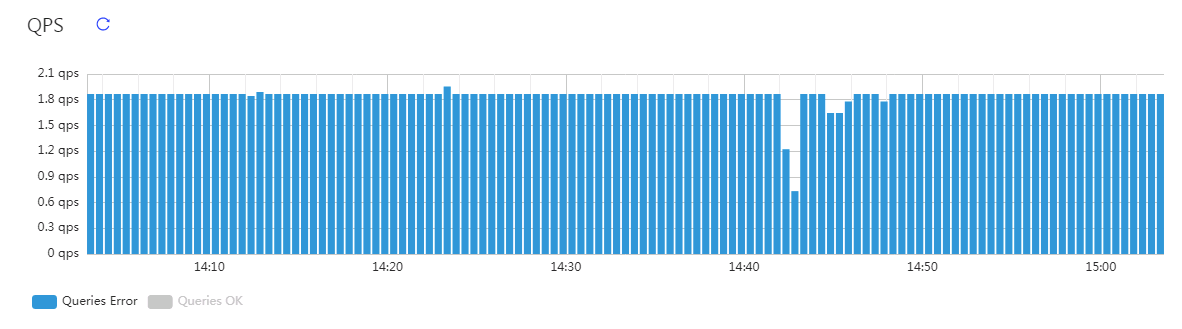 QPS
2.1 qps
1.8 qps
1.5 qps
1.2 qps
0.9 qps
0.6 qps
0.3 qps
0 qps
14:10 14:20 14:30 14:40 14:50 15:00
Queries Error Queries OK